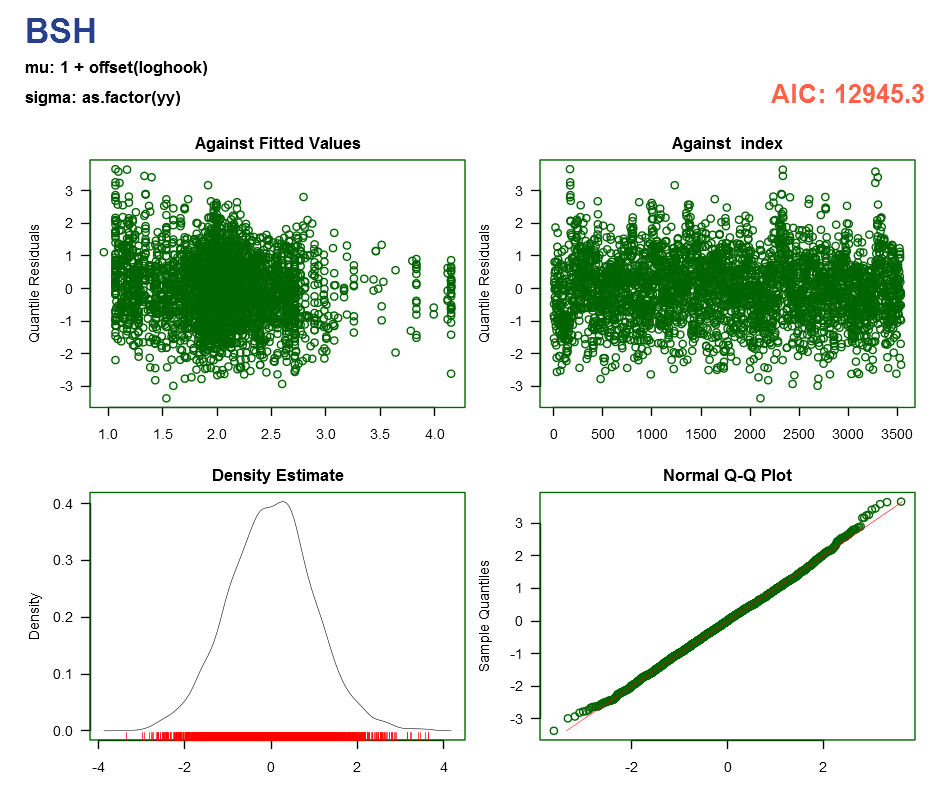 BSH
mu: 1 + offset(loghook)
sigma: as.factor(yy)
AIC: 12945.3
Against Fitted Values
Quantile Residuals
3
2
1
0
-1
-2
-3
1.0 1.5 2.0 2.5 3.0 3.5 4.0
Against index
Quantile Residuals
3
2
1
0
-1
-2
-3
0 500 1000 1500 2000 2500 3000 3500
Density Estimate
Density
0.4
0.3
0.2
0.1
0.0
-4 -2 0 2 4
Normal Q-Q Plot
Sample Quantiles
3
2
1
0
-1
-2
-3
-2 0 2